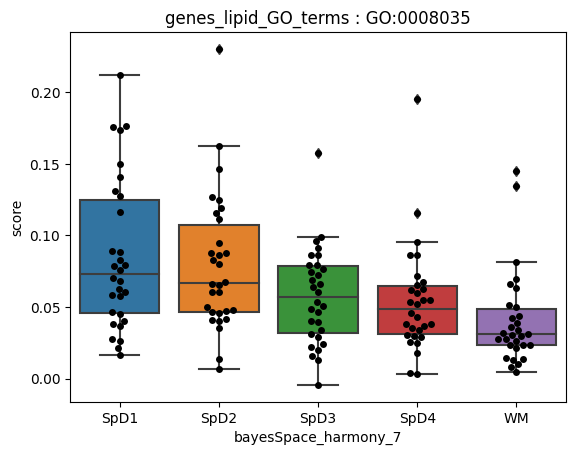 genes_lipid_GO_terms : GO:0008035
score
0.20
0.15
0.10
0.05
0.00
SpD1 SpD2 SpD3 SpD4 WM
bayesSpace_harmony_7